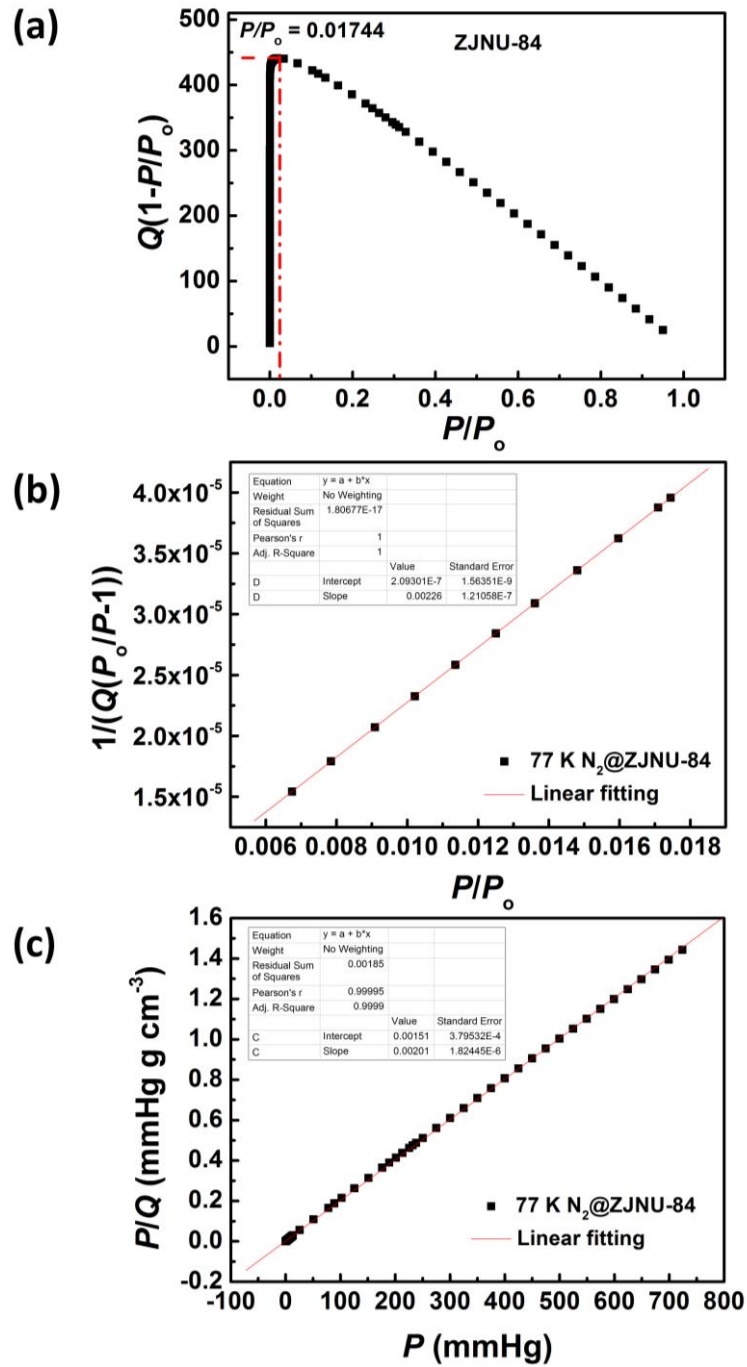 (a)
P/Pₒ = 0.01744
ZJNU-84
Q(1-P/Pₒ)
500
400
300
200
100
0
0.0 0.2 0.4 0.6 0.8 1.0
P/Pₒ
(b)
Equation y = a + b*x
Weight No Weighting
Residual Sum of Squares 1.80677E-17
Pearson's r 1
Adj. R-Square 1
Value Standard Error
D Intercept 2.09301E-7 1.56351E-9
D Slope 0.00226 1.21058E-7
1/(Q(Pₒ/P-1))
4.0x10⁻⁵
3.5x10⁻⁵
3.0x10⁻⁵
2.5x10⁻⁵
2.0x10⁻⁵
1.5x10⁻⁵
77 K N₂@ZJNU-84
Linear fitting
0.006 0.008 0.010 0.012 0.014 0.016 0.018
P/Pₒ
(c)
Equation y = a + b*x
Weight No Weighting
Residual Sum of Squares 0.00185
Pearson's r 0.99995
Adj. R-Square 0.9999
Value Standard Error
C Intercept 0.00151 3.79532E-4
C Slope 0.00201 1.82445E-6
P/Q (mmHg g cm⁻³)
1.6
1.4
1.2
1.0
0.8
0.6
0.4
0.2
0.0
-0.2
77 K N₂@ZJNU-84
Linear fitting
-100 0 100 200 300 400 500 600 700 800
P (mmHg)